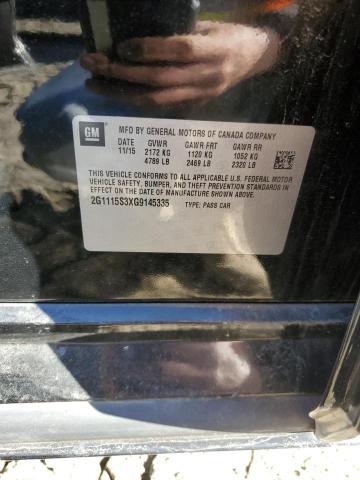 GM
MFD BY GENERAL MOTORS OF CANADA COMPANY
DATE GVWR GAWR FRT GAWR RR
11/15 2172 KG 1120 KG 1052 KG
4789 LB 2469 LB 2320 LB
THIS VEHICLE CONFORMS TO ALL APPLICABLE U.S. FEDERAL MOTOR
VEHICLE SAFETY, BUMPER, AND THEFT PREVENTION STANDARDS IN
EFFECT ON THE DATE OF MANUFACTURE SHOWN ABOVE.
2G1115S3XG9145335 TYPE: PASS CAR